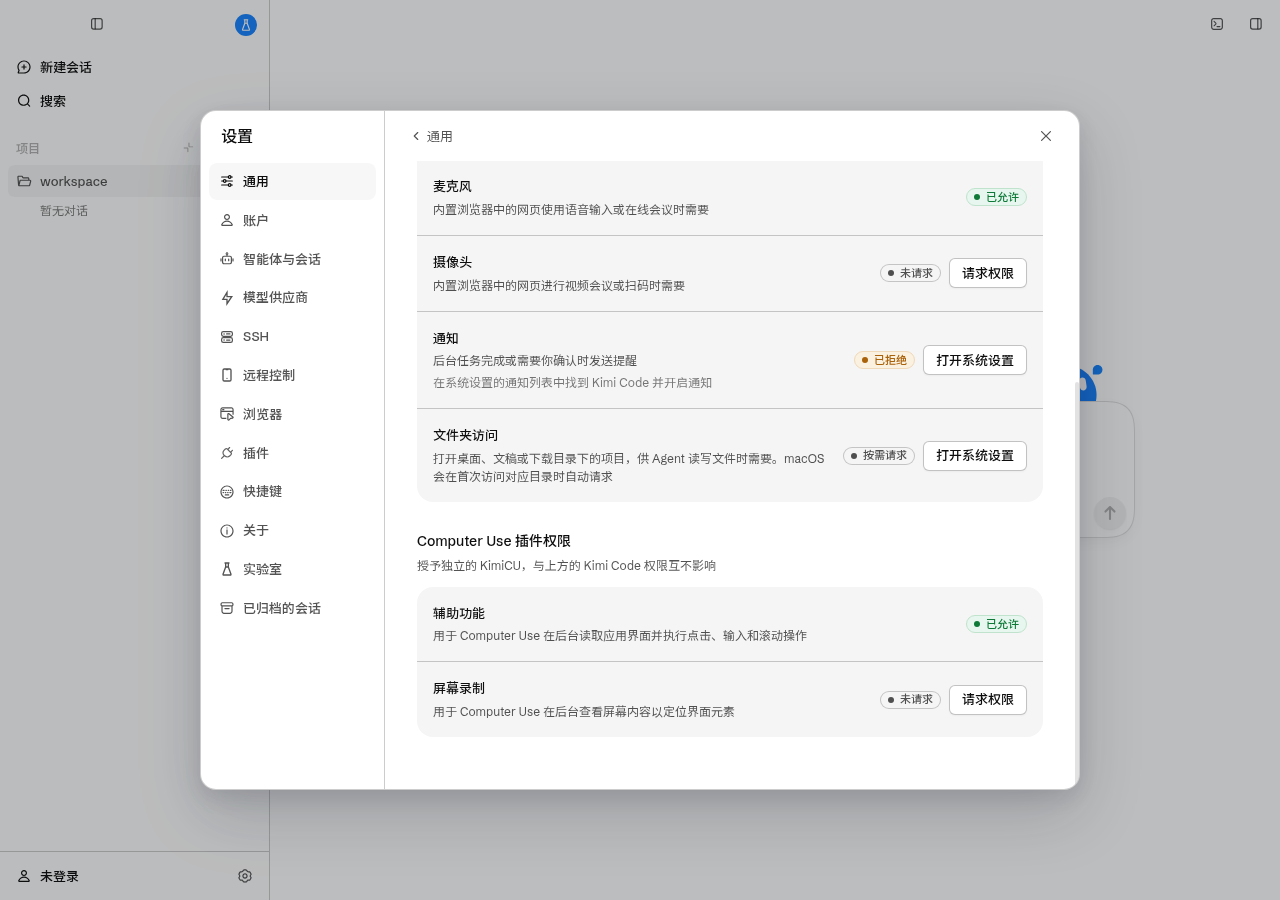 新建会话
搜索
项目
workspace
暂无对话
未登录
设置
通用
账户
智能体与会话
模型供应商
SSH
远程控制
浏览器
插件
快捷键
关于
实验室
已归档的会话
通用
麦克风
内置浏览器中的网页使用语音输入或在线会议时需要
已允许
摄像头
内置浏览器中的网页进行视频会议或扫码时需要
未请求
请求权限
通知
后台任务完成或需要你确认时发送提醒
在系统设置的通知列表中找到 Kimi Code 并开启通知
已拒绝
打开系统设置
文件夹访问
打开桌面、文稿或下载目录下的项目，供 Agent 读写文件时需要。macOS
会在首次访问对应目录时自动请求
按需请求
打开系统设置
Computer Use 插件权限
授予独立的 KimiCU，与上方的 Kimi Code 权限互不影响
辅助功能
用于 Computer Use 在后台读取应用界面并执行点击、输入和滚动操作
已允许
屏幕录制
用于 Computer Use 在后台查看屏幕内容以定位界面元素
未请求
请求权限